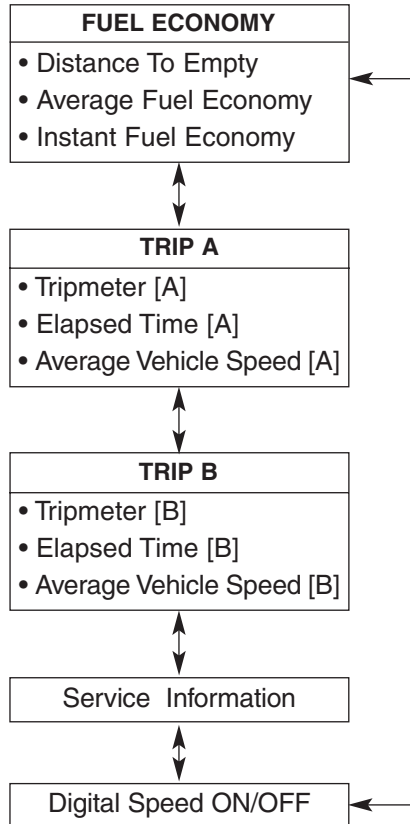 FUEL ECONOMY
• Distance To Empty
• Average Fuel Economy
• Instant Fuel Economy
TRIP A
• Tripmeter [A]
• Elapsed Time [A]
• Average Vehicle Speed [A]
TRIP B
• Tripmeter [B]
• Elapsed Time [B]
• Average Vehicle Speed [B]
Service Information
Digital Speed ON/OFF